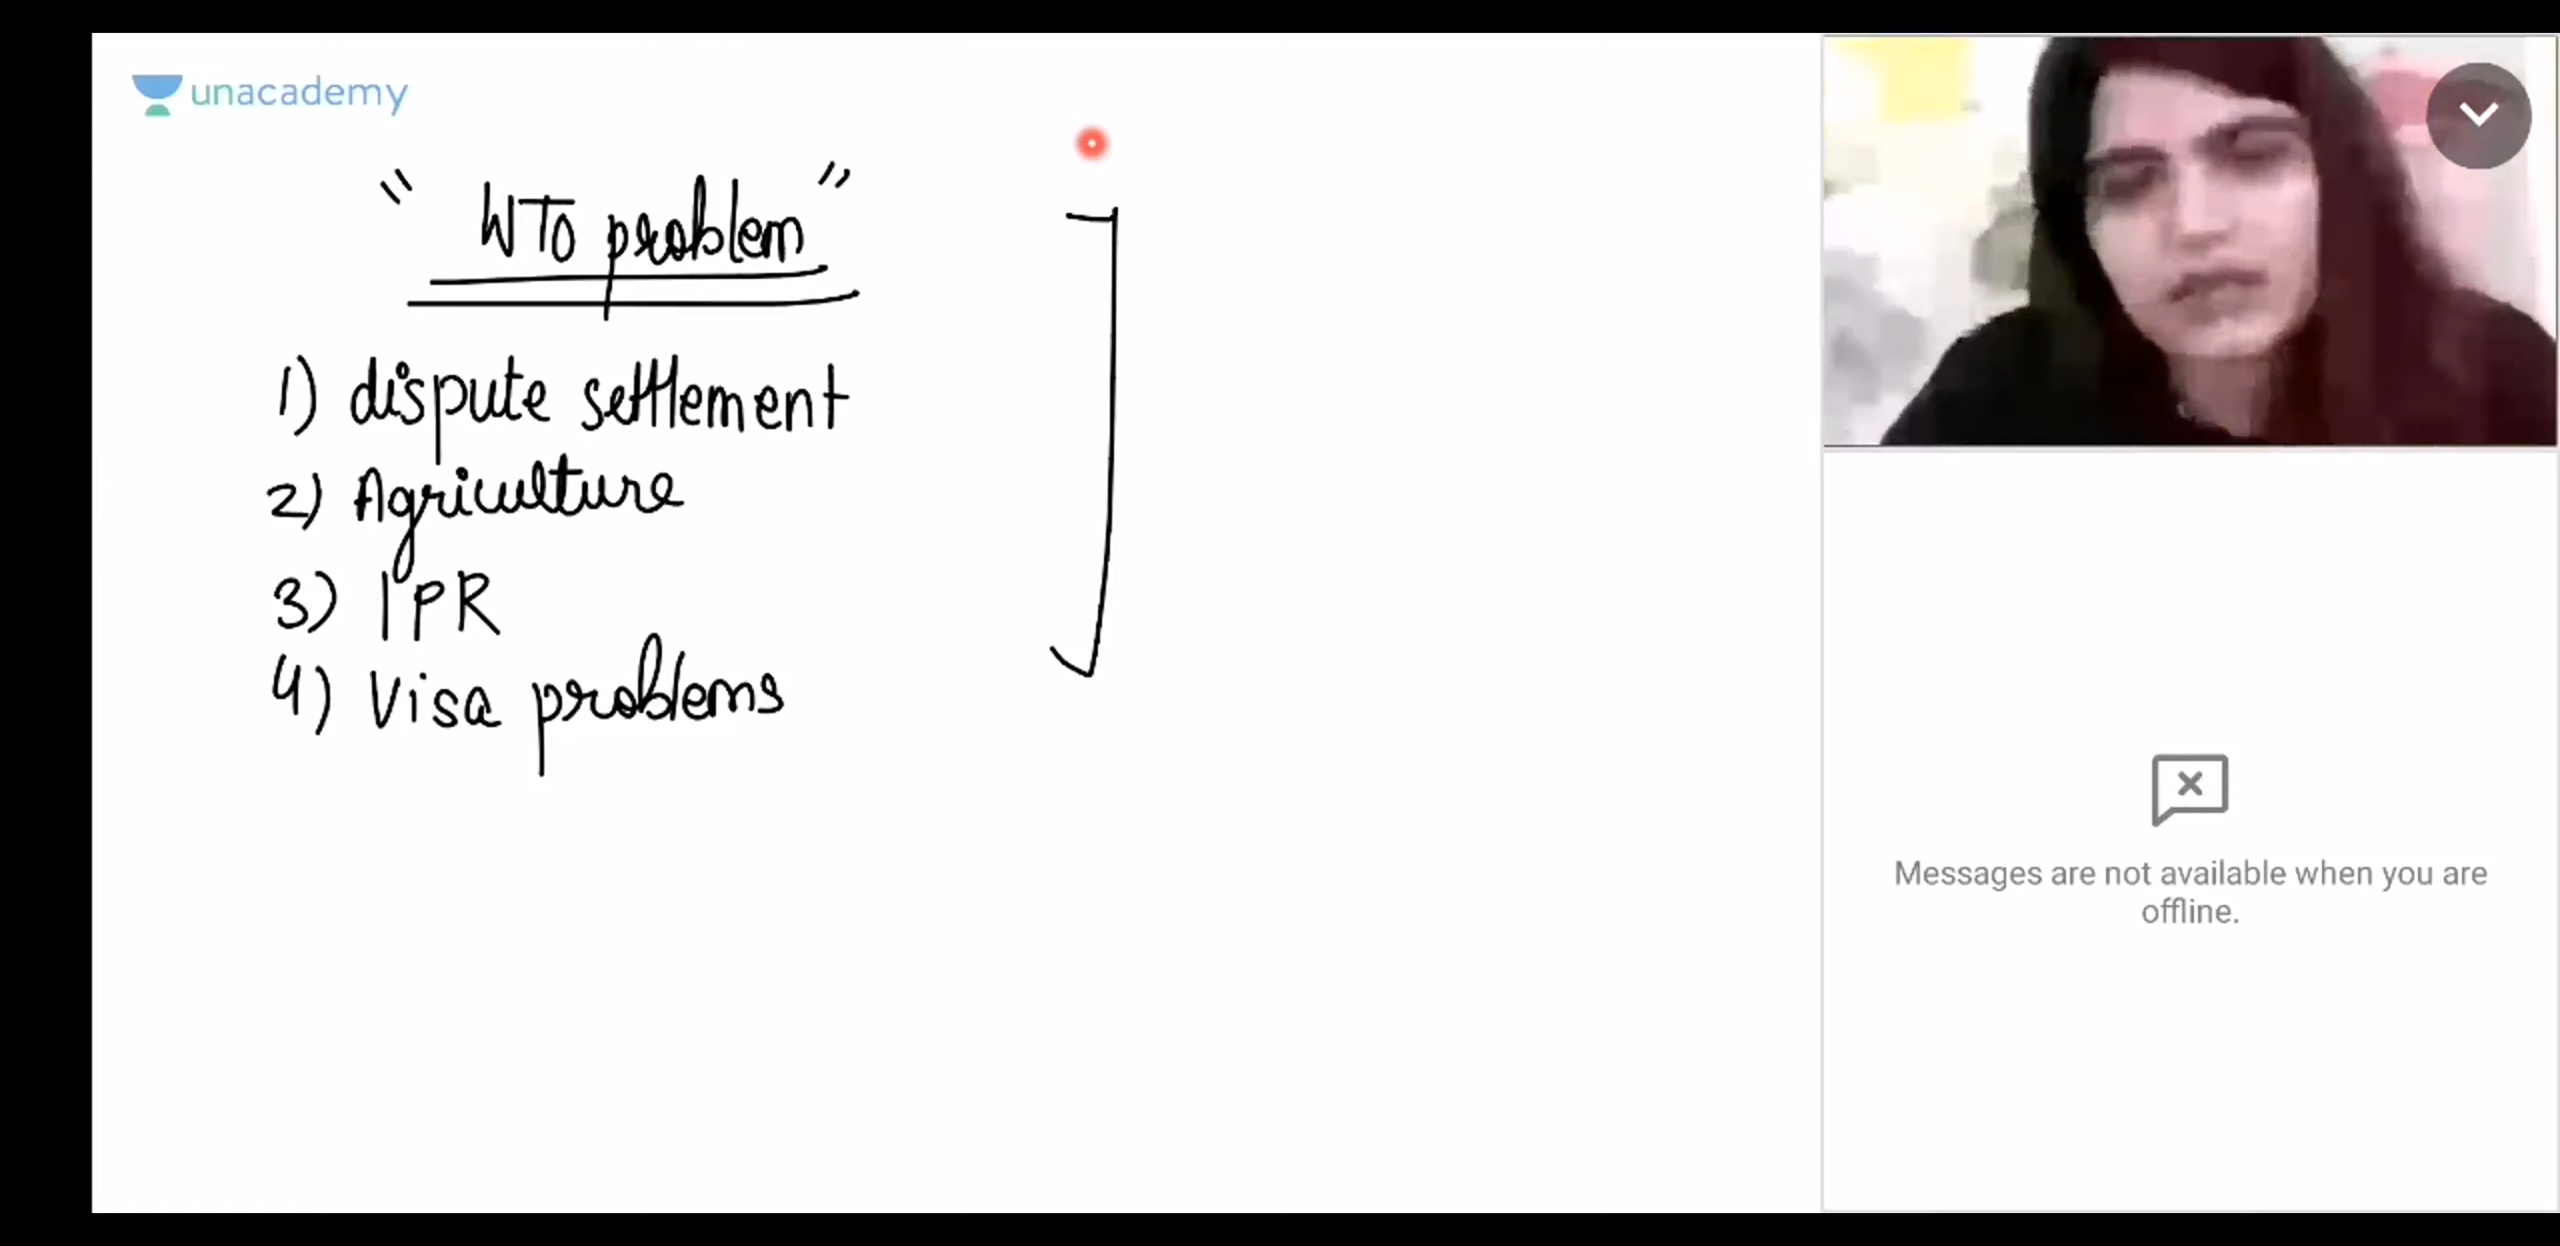 unacademy
" WTO problem "
1) dispute settlement
2) Agriculture
3) IPR
4) Visa problems
Messages are not available when you are
offline.